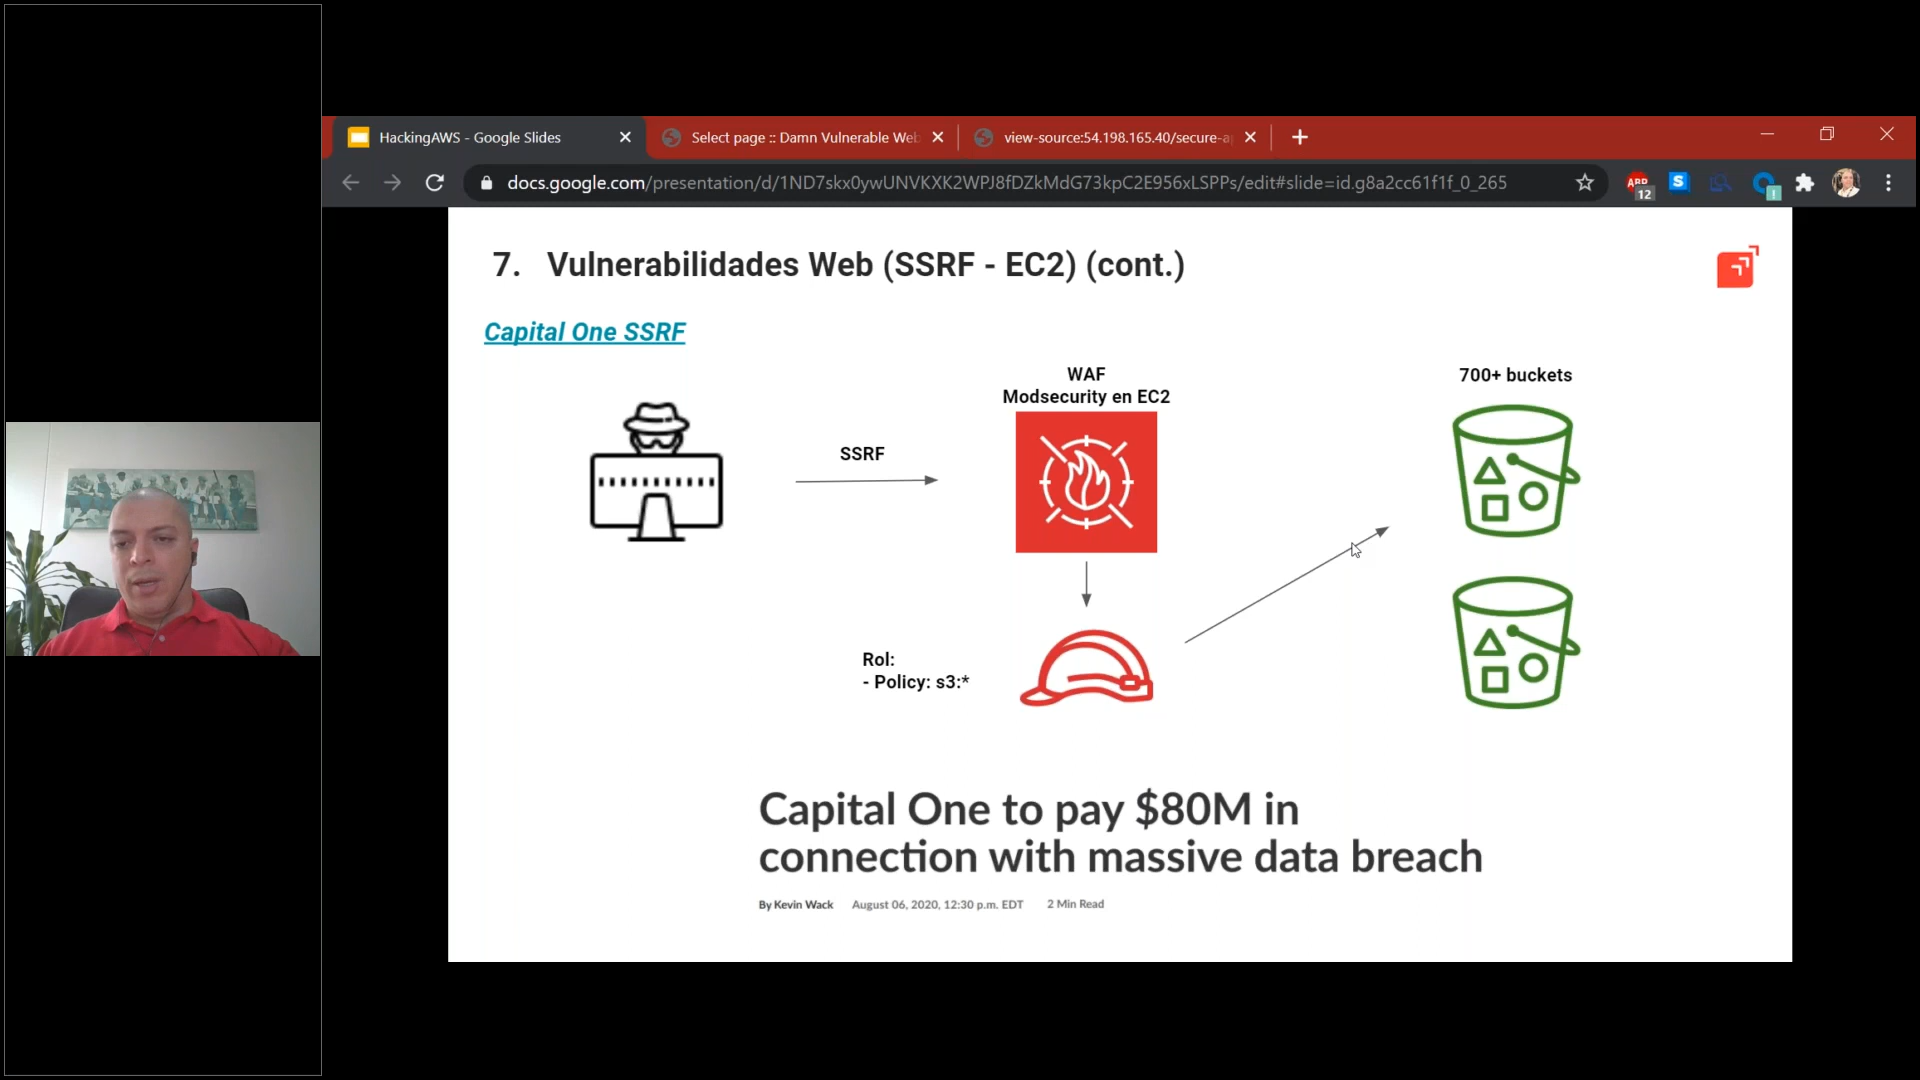 HackingAWS - Google Slides
Select page :: Damn Vulnerable Web
view-source:54.198.165.40/secure-a
docs.google.com/presentation/d/1ND7skx0ywUNVKXK2WPJ8fDZkMdG73kpC2E956xLSPPs/edit#slide=id.g8a2cc61f1f_0_265
ABP
12
S
7. Vulnerabilidades Web (SSRF - EC2) (cont.)
Capital One SSRF
WAF
Modsecurity en EC2
700+ buckets
SSRF
Rol:
- Policy: s3:*
Capital One to pay $80M in
connection with massive data breach
By Kevin Wack August 06, 2020, 12:30 p.m. EDT 2 Min Read